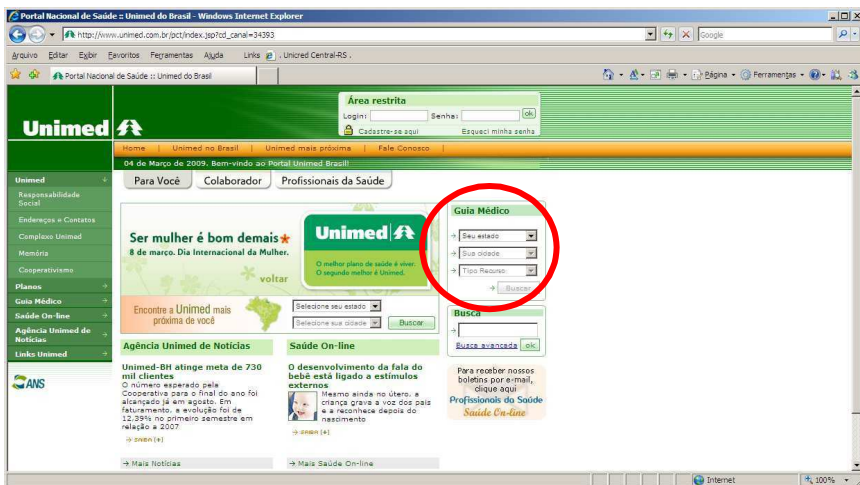 Portal Nacional de Saúde :: Unimed do Brasil - Windows Internet Explorer
http://www.unimed.com.br/pct/index.jsp?cd_canal=34393
Google
Arquivo Editar Exibir Favoritos Ferramentas Ajuda Links . Unicred Central-RS .
Portal Nacional de Saúde :: Unimed do Brasil
Página Ferramentas
Área restrita
Login: Senha: ok
Cadastre-se aqui Esqueci minha senha
Unimed
Home | Unimed no Brasil | Unimed mais próxima | Fale Conosco |
04 de Março de 2009. Bem-vindo ao Portal Unimed Brasil!
Para Você Colaborador Profissionais da Saúde
Unimed
Responsabilidade
Social
Endereços e Contatos
Complexo Unimed
Memória
Cooperativismo
Planos
Guia Médico
Saúde On-line
Agência Unimed de
Notícias
Links Unimed
ANS
Ser mulher é bom demais
8 de março. Dia Internacional da Mulher.
voltar
Unimed
O melhor plano de saúde é viver.
O segundo melhor é Unimed.
Encontre a Unimed mais
próxima de você
Selecione seu estado
Selecione sua cidade
Buscar
Guia Médico
Seu estado
Sua cidade
Tipo Recurso
Buscar
Busca
Busca avançada ok
Para receber nossos
boletins por e-mail,
clique aqui
Profissionais da Saúde
Saúde On-line
Agência Unimed de Notícias
Unimed-BH atinge meta de 730
mil clientes
O número esperado pela
Cooperativa para o final do ano foi
alcançado já em agosto. Em
faturamento, a evolução foi de
12,39% no primeiro semestre em
relação a 2007
SAIBA [+]
Mais Notícias
Saúde On-line
O desenvolvimento da fala do
bebê está ligado a estímulos
externos
Mesmo ainda no útero, a
criança grava a voz dos pais
e a reconhece depois do
nascimento
SAIBA [+]
Mais Saúde On-line
Internet 100%